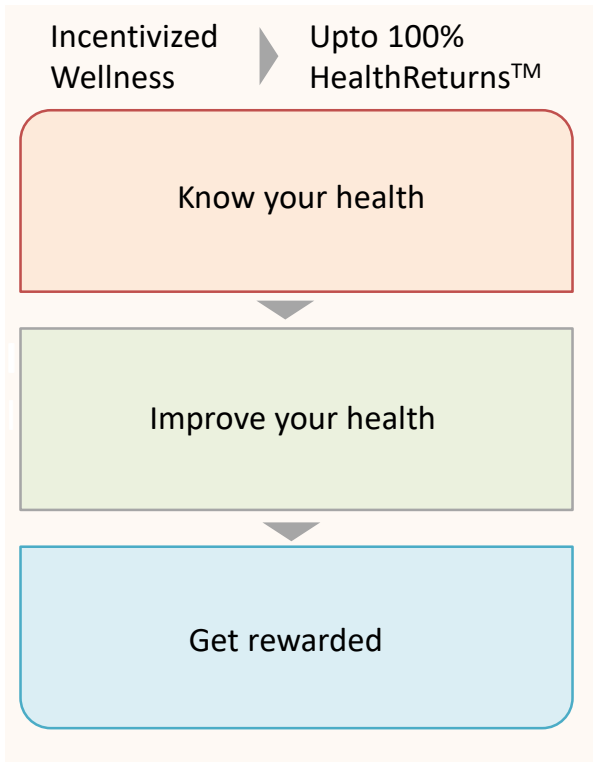 Incentivized
Wellness
Upto 100%
HealthReturns™
Know your health
Improve your health
Get rewarded